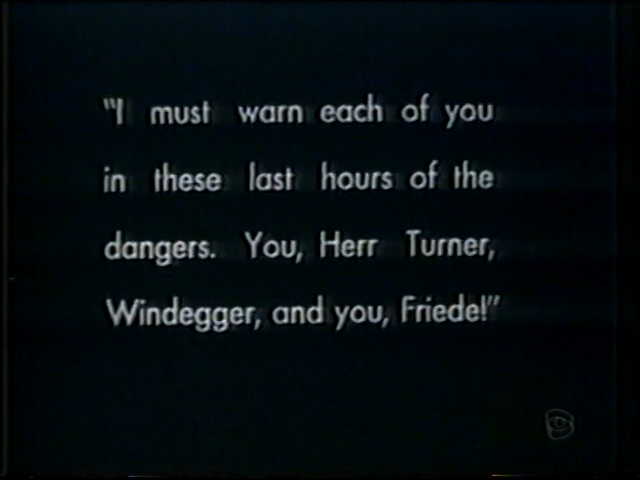 "I must warn each of you
in these last hours of the
dangers. You, Herr Turner,
Windegger, and you, Friede!"